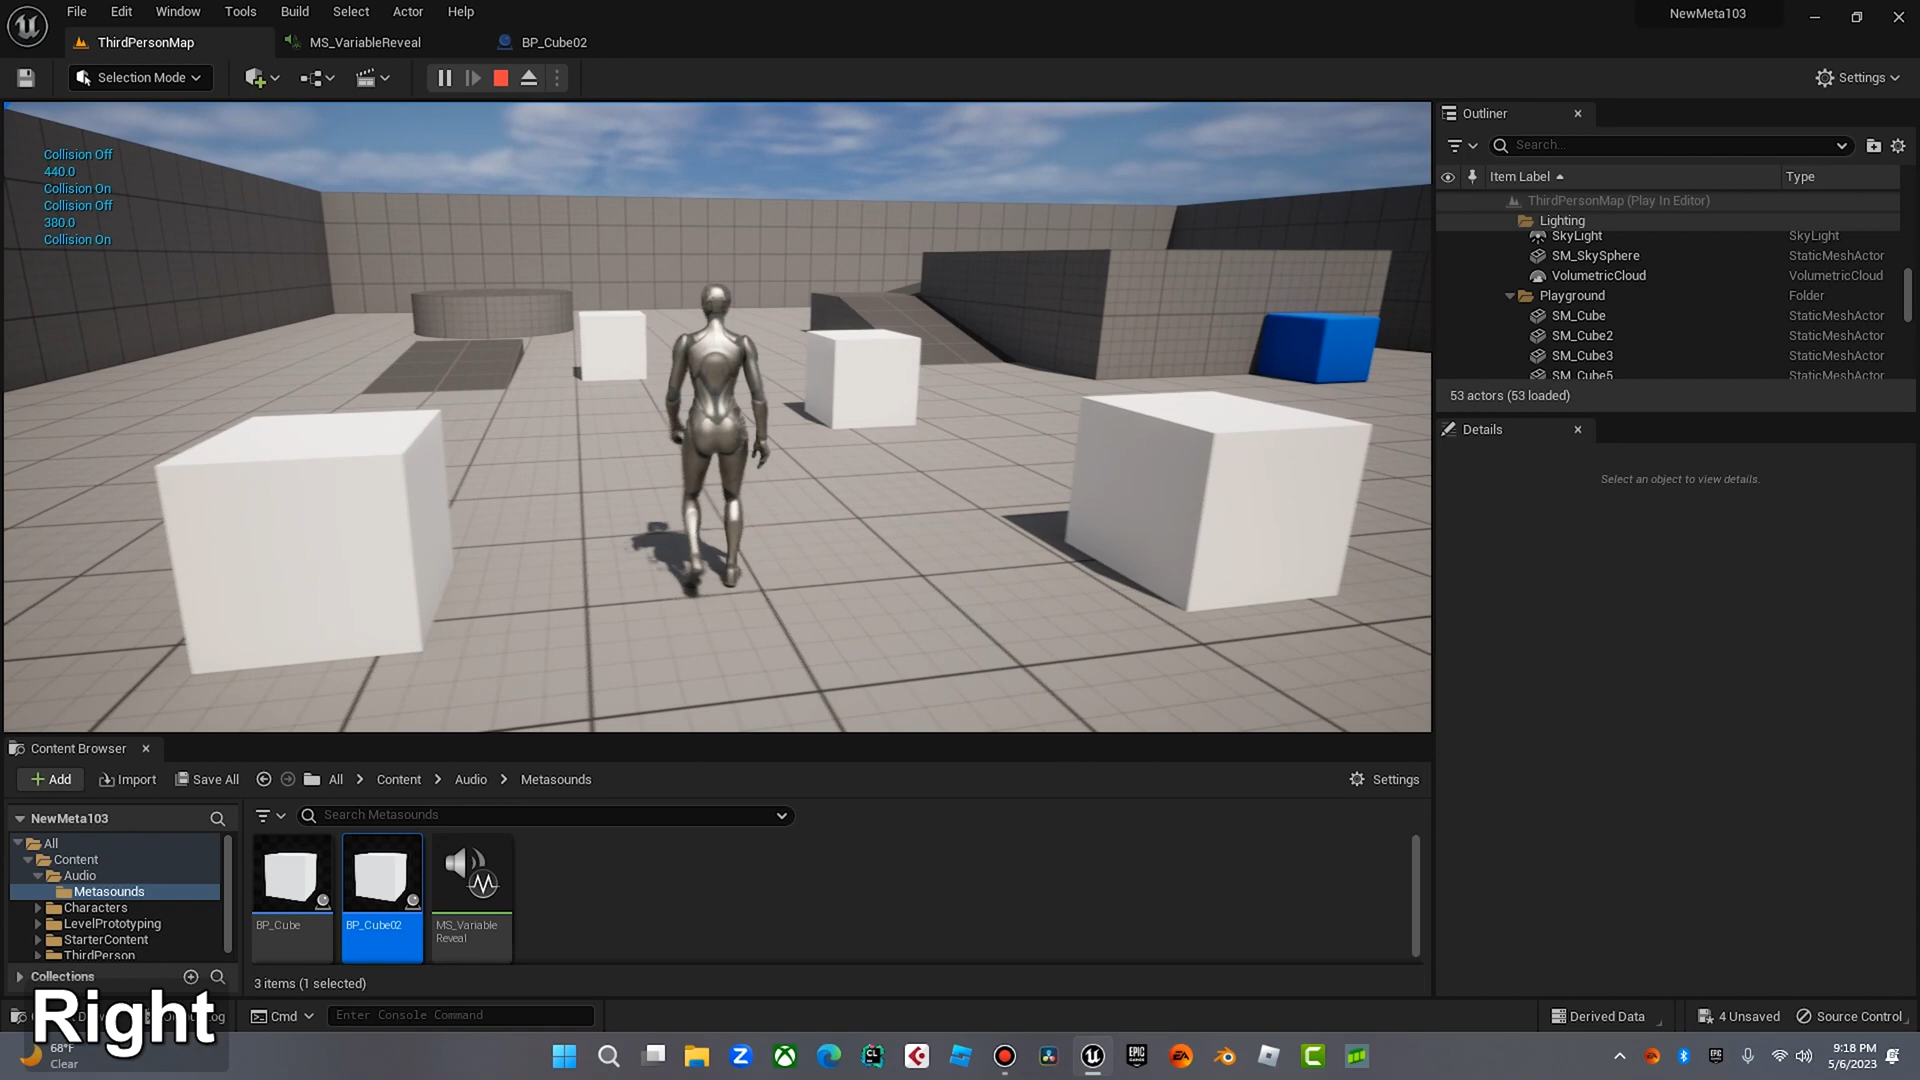 File Edit Window Tools Build Select Actor Help
NewMeta103
ThirdPersonMap
MS_VariableReveal
BP_Cube02
Selection Mode
Settings
Collision Off
440.0
Collision On
Collision Off
380.0
Collision On
Outliner
Search...
Item Label
Type
ThirdPersonMap (Play In Editor)
Lighting
SkyLight SkyLight
SM_SkySphere StaticMeshActor
VolumetricCloud VolumetricCloud
Playground Folder
SM_Cube StaticMeshActor
SM_Cube2 StaticMeshActor
SM_Cube3 StaticMeshActor
SM_Cube5 StaticMeshActor
53 actors (53 loaded)
Details
Select an object to view details.
Content Browser
Add
Import
Save All
All > Content > Audio > Metasounds
Settings
NewMeta103
Search Metasounds
All
Content
Audio
Metasounds
Characters
LevelPrototyping
StarterContent
ThirdPerson
Collections
BP_Cube
BP_Cube02
MS_Variable
Reveal
3 items (1 selected)
Right
Cmd
Enter Console Command
Derived Data
4 Unsaved
Source Control
68°F
Clear
9:18 PM
5/6/2023